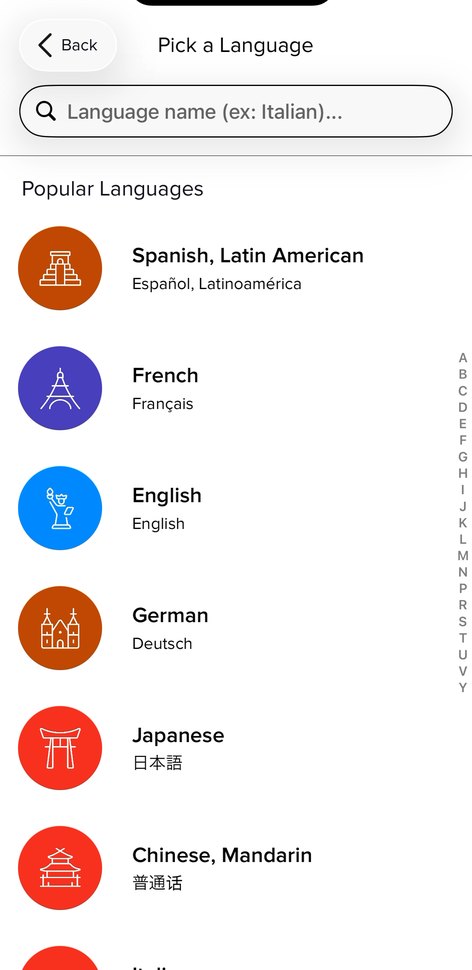 Back
Pick a Language
Language name (ex: Italian)...
Popular Languages
Spanish, Latin American
Español, Latinoamérica
French
Français
English
English
German
Deutsch
Japanese
日本語
Chinese, Mandarin
普通话
A
B
C
D
E
F
G
H
I
J
K
L
M
N
P
R
S
T
U
V
Y